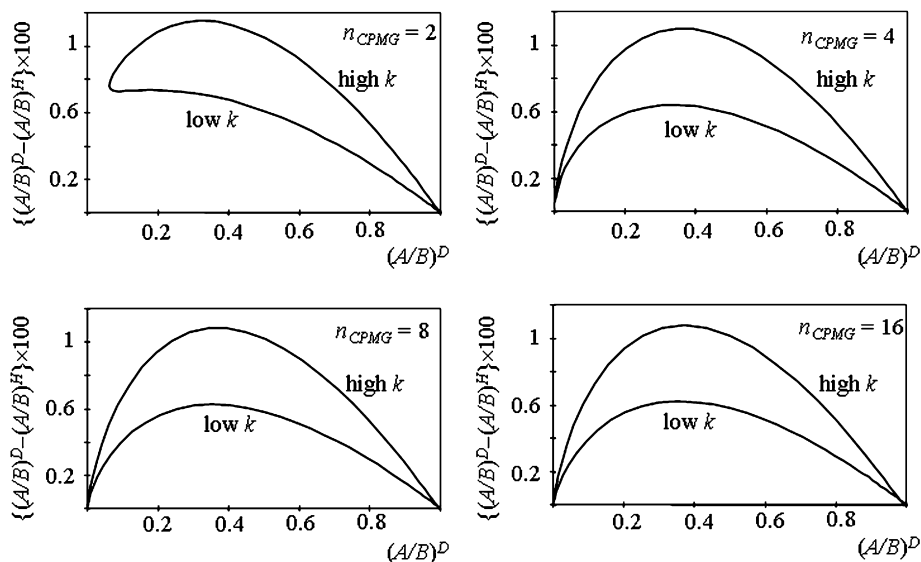 {(A/B)^D–(A/B)^H}×100
1
0.6
0.2
n_CPMG = 2
high k
low k
0.2 0.4 0.6 0.8
(A/B)^D
{(A/B)^D–(A/B)^H}×100
1
0.6
0.2
n_CPMG = 4
high k
low k
0.2 0.4 0.6 0.8
(A/B)^D
{(A/B)^D–(A/B)^H}×100
1
0.6
0.2
n_CPMG = 8
high k
low k
0.2 0.4 0.6 0.8
(A/B)^D
{(A/B)^D–(A/B)^H}×100
1
0.6
0.2
n_CPMG = 16
high k
low k
0.2 0.4 0.6 0.8
(A/B)^D